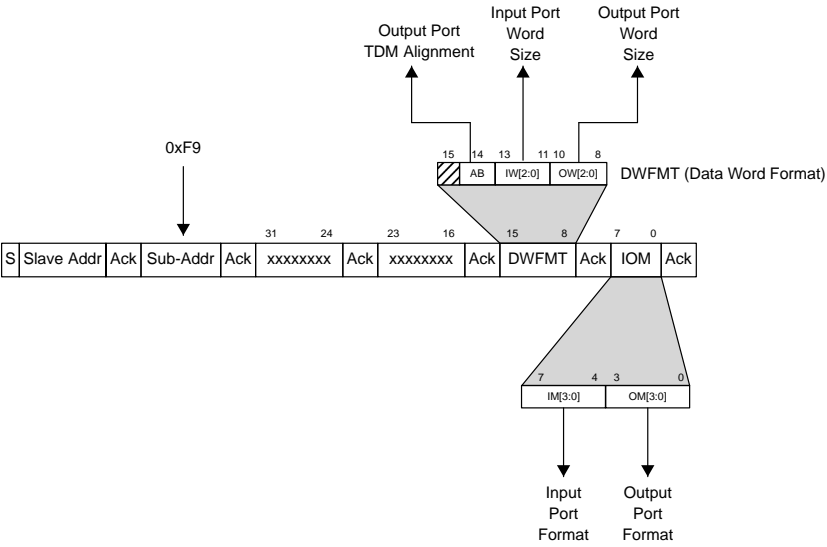 Output Port
TDM Alignment
Input Port
Word
Size
Output Port
Word
Size
0xF9
15 14 13 11 10 8
AB IW[2:0] OW[2:0] DWFMT (Data Word Format)
31 24 23 16 15 8 7 0
S Slave Addr Ack Sub-Addr Ack xxxxxxxx Ack xxxxxxxx Ack DWFMT Ack IOM Ack
7 4 3 0
IM[3:0] OM[3:0]
Input
Port
Format
Output
Port
Format